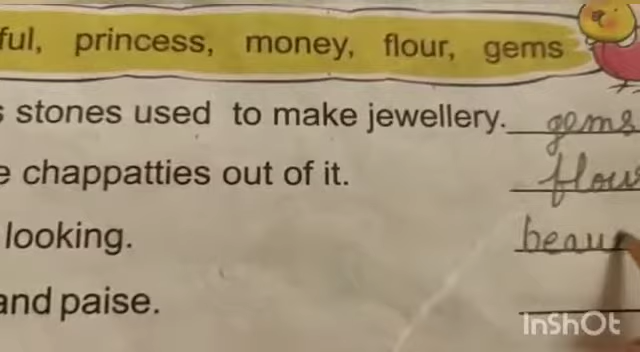 ful, princess, money, flour, gems
s stones used to make jewellery. gems
e chappatties out of it. flour
looking. beau
and paise.
InShOt